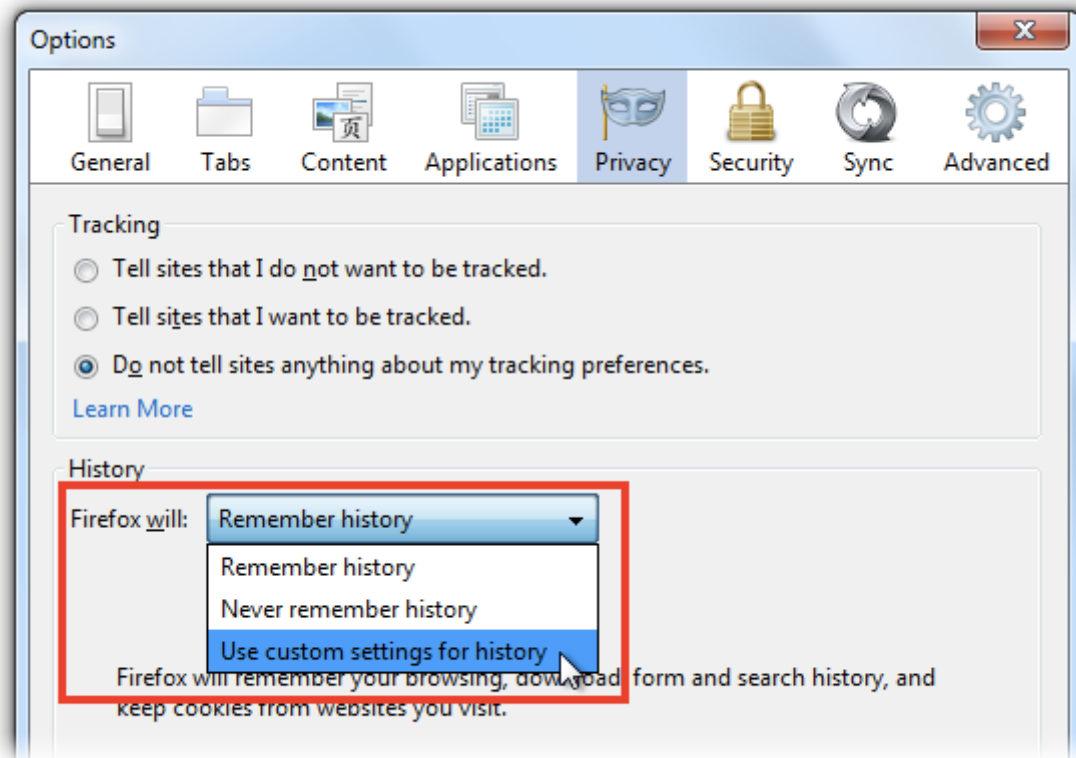 Options
页
General Tabs Content Applications Privacy Security Sync Advanced
Tracking
Tell sites that I do not want to be tracked.
Tell sites that I want to be tracked.
Do not tell sites anything about my tracking preferences.
Learn More
History
Firefox will: Remember history
Remember history
Never remember history
Use custom settings for history
Firefox will remember your browsing, download, form and search history, and
keep cookies from websites you visit.